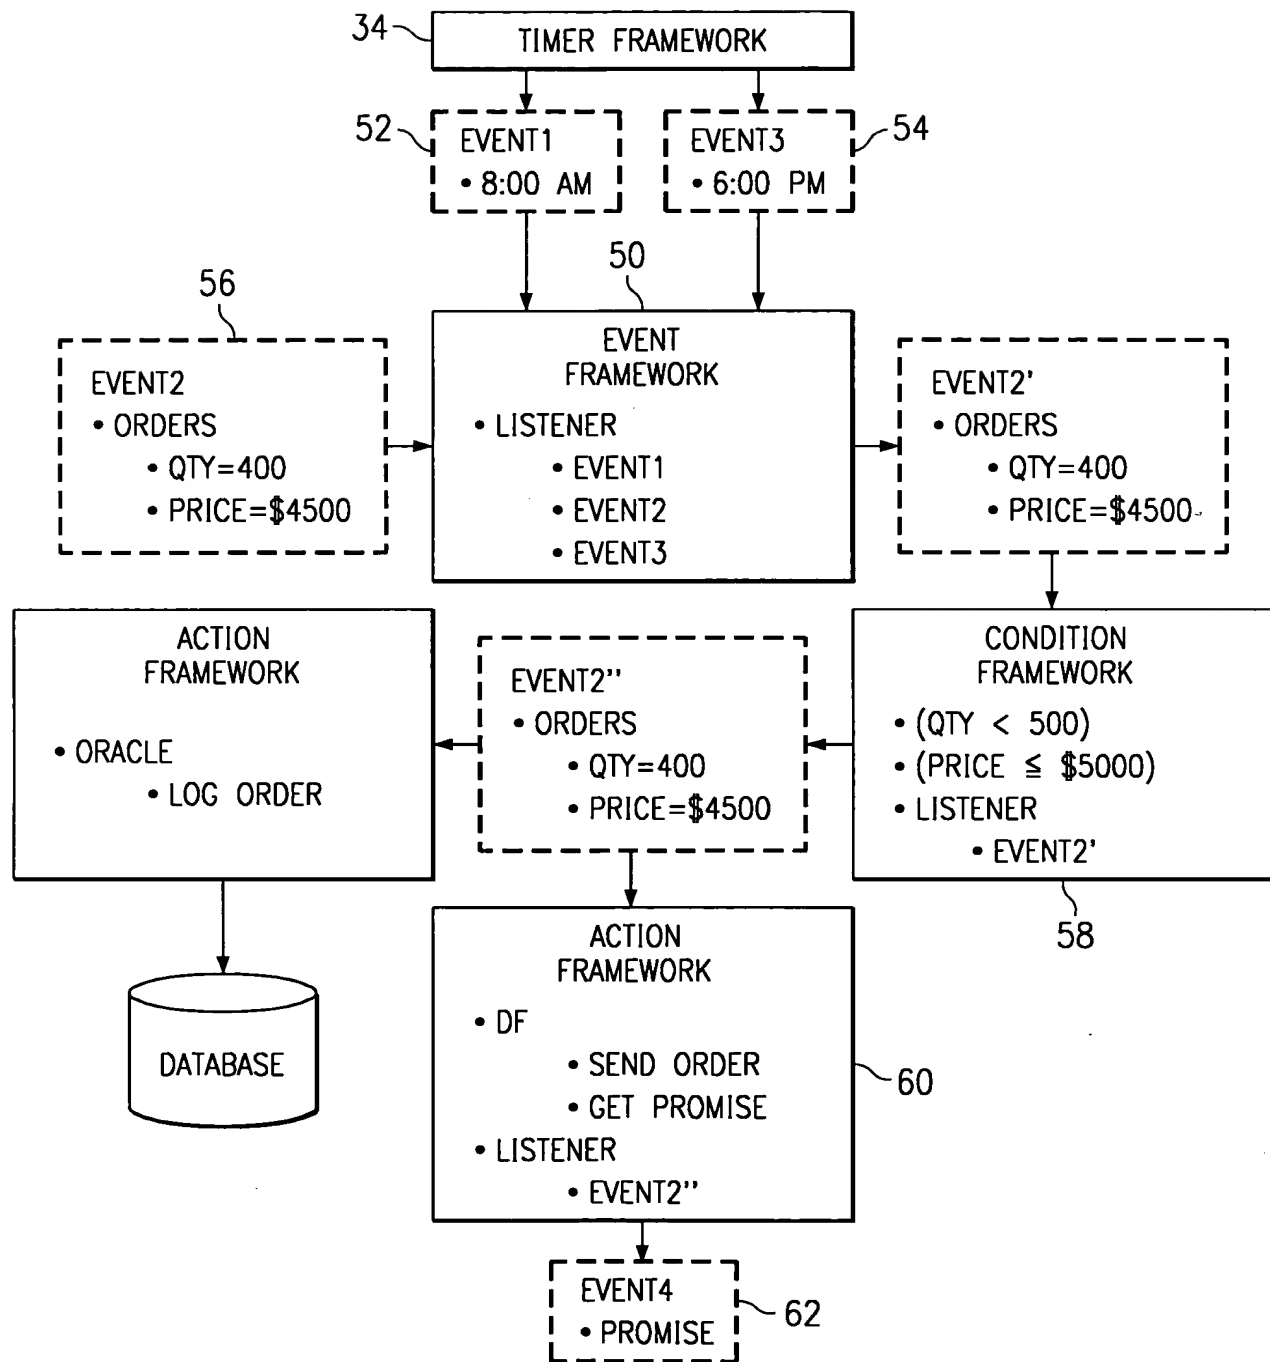 34
TIMER FRAMEWORK
52
EVENT1
• 8:00 AM
EVENT3
• 6:00 PM
54
56
50
EVENT2
• ORDERS
• QTY=400
• PRICE=$4500
EVENT
FRAMEWORK
• LISTENER
• EVENT1
• EVENT2
• EVENT3
EVENT2'
• ORDERS
• QTY=400
• PRICE=$4500
ACTION
FRAMEWORK
• ORACLE
• LOG ORDER
EVENT2''
• ORDERS
• QTY=400
• PRICE=$4500
CONDITION
FRAMEWORK
• (QTY < 500)
• (PRICE ≦ $5000)
• LISTENER
• EVENT2'
58
DATABASE
ACTION
FRAMEWORK
• DF
• SEND ORDER
• GET PROMISE
• LISTENER
• EVENT2''
60
EVENT4
• PROMISE
62